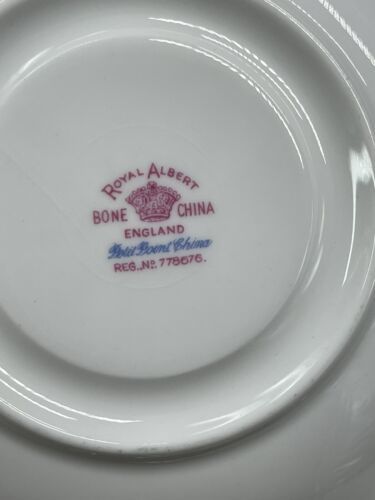 ROYAL ALBERT
BONE CHINA
ENGLAND
Petit Point China
REG. No. 778676.